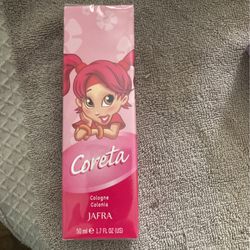 Coreta
Cologne
Colonia
JAFRA
50 ml e 1.7 FL OZ (US)